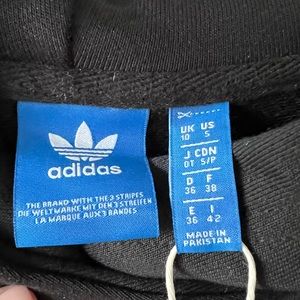 adidas
THE BRAND WITH THE 3 STRIPES
DIE WELTMARKE MIT DEN 3 STREIFEN
LA MARQUE AUX 3 BANDES
UK US
10 S
J CDN
OT S/P
D F
36 38
E I
36 42
MADE IN
PAKISTAN